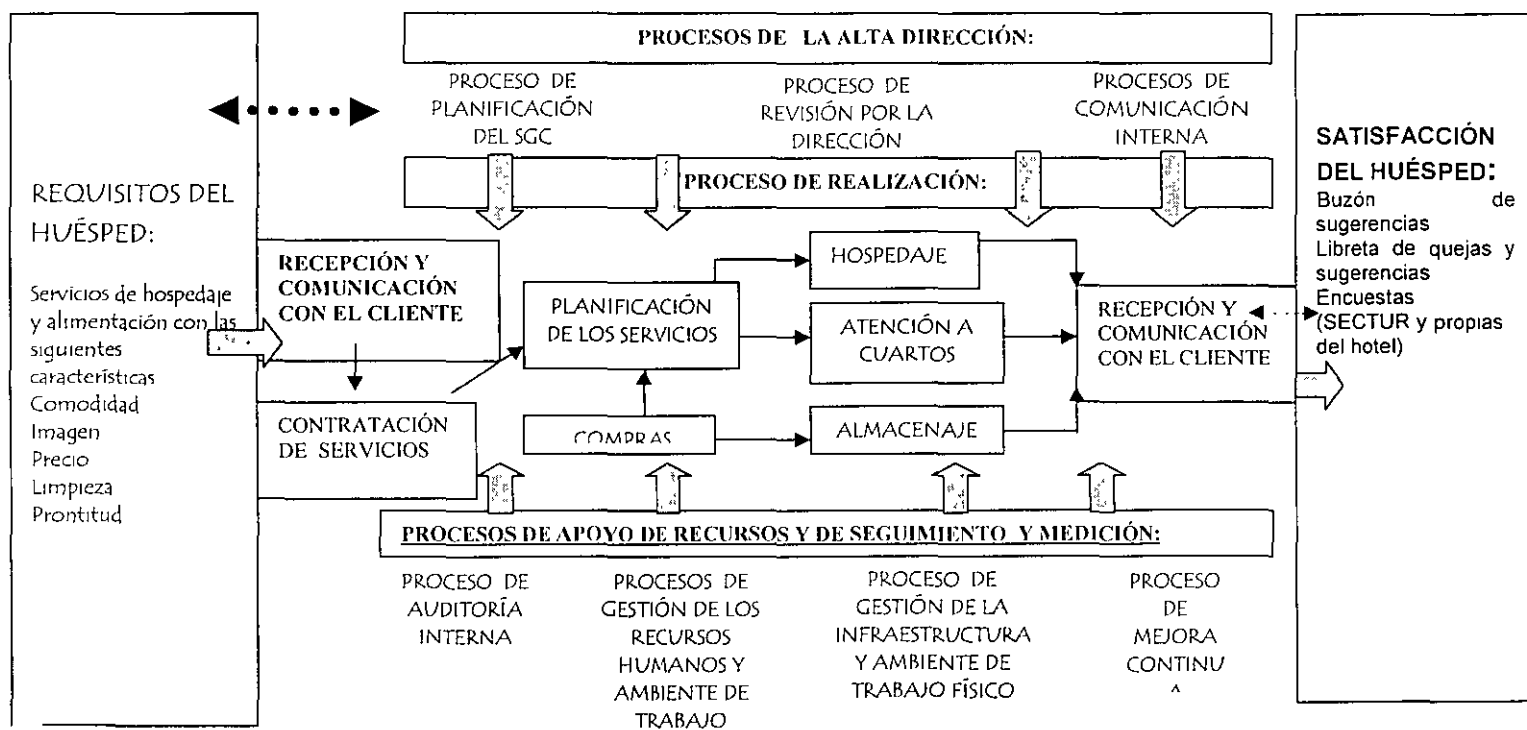 PROCESOS DE LA ALTA DIRECCIÓN:
PROCESO DE
PLANIFICACIÓN
DEL SGC
PROCESO DE
REVISIÓN POR LA
DIRECCIÓN
PROCESOS DE
COMUNICACIÓN
INTERNA
REQUISITOS DEL
HUÉSPED:
Servicios de hospedaje
y alimentación con las
siguientes
características
Comodidad
Imagen
Precio
Limpieza
Prontitud
PROCESO DE REALIZACIÓN:
RECEPCIÓN Y
COMUNICACIÓN
CON EL CLIENTE
CONTRATACIÓN
DE SERVICIOS
PLANIFICACIÓN
DE LOS SERVICIOS
COMPRAS
HOSPEDAJE
ATENCIÓN A
CUARTOS
ALMACENAJE
RECEPCIÓN Y
COMUNICACIÓN
CON EL CLIENTE
SATISFACCIÓN
DEL HUÉSPED:
Buzón de
sugerencias
Libreta de quejas y
sugerencias
Encuestas
(SECTUR y propias
del hotel)
PROCESOS DE APOYO DE RECURSOS Y DE SEGUIMIENTO Y MEDICIÓN:
PROCESO DE
AUDITORÍA
INTERNA
PROCESOS DE
GESTIÓN DE LOS
RECURSOS
HUMANOS Y
AMBIENTE DE
TRABAJO
PROCESO DE
GESTIÓN DE LA
INFRAESTRUCTURA
Y AMBIENTE DE
TRABAJO FÍSICO
PROCESO
DE
MEJORA
CONTINU
A